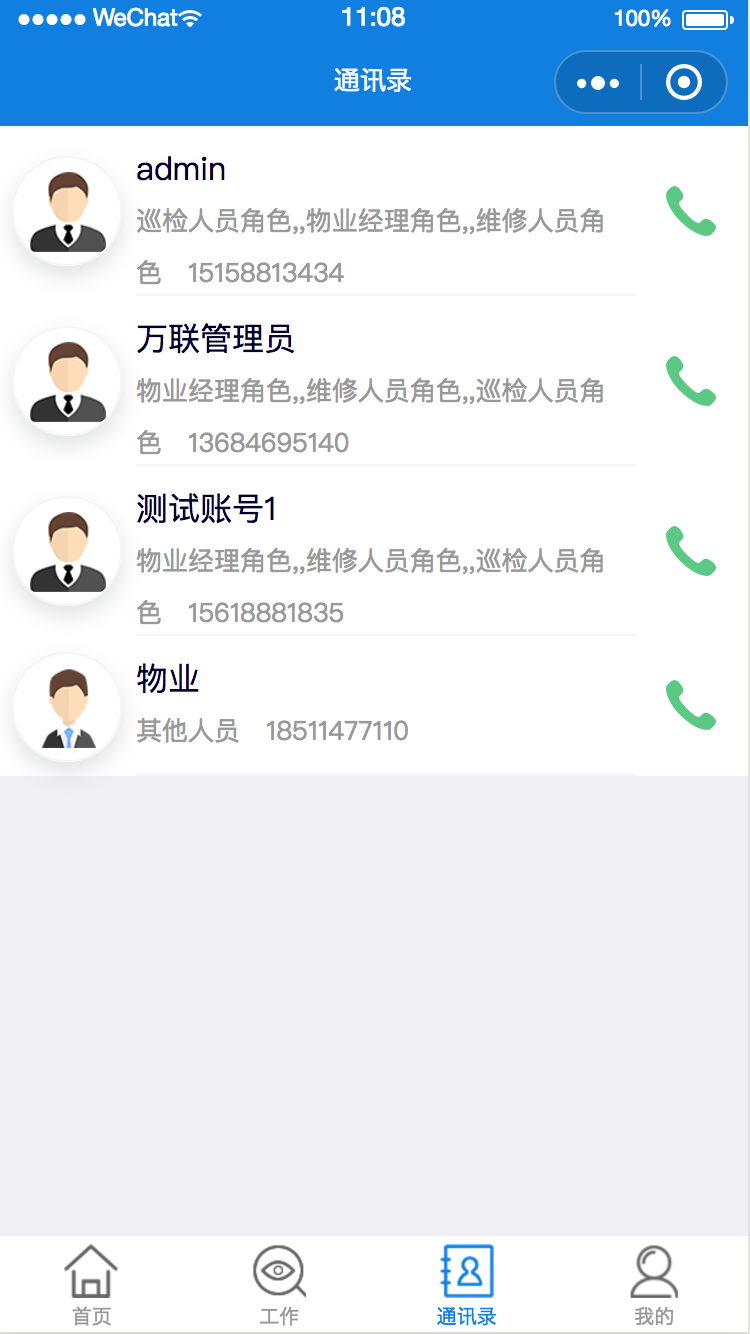 WeChat 11:08 100%
通讯录
admin
巡检人员角色,,物业经理角色,,维修人员角
色 15158813434
万联管理员
物业经理角色,,维修人员角色,,巡检人员角
色 13684695140
测试账号1
物业经理角色,,维修人员角色,,巡检人员角
色 15618881835
物业
其他人员 18511477110
首页 工作 通讯录 我的